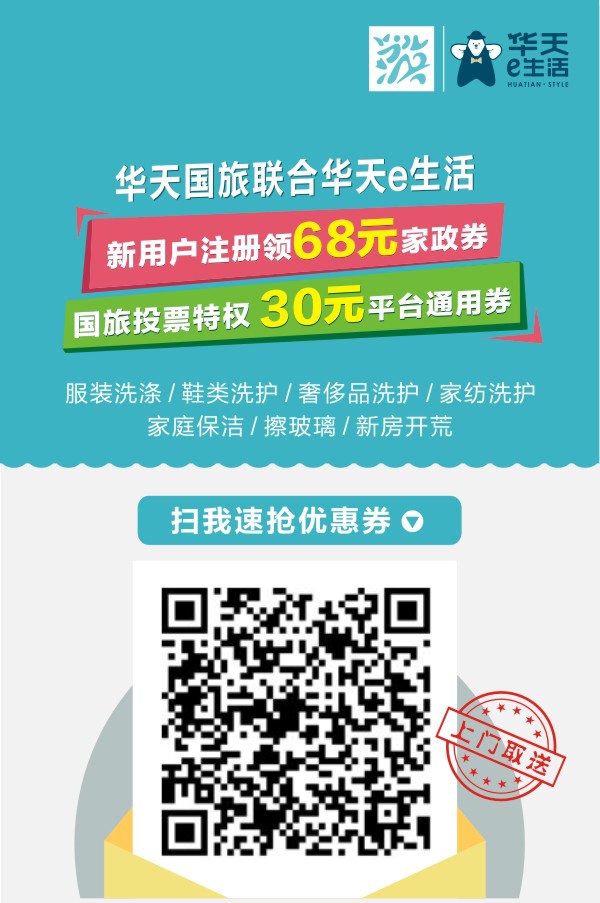 华天
e生活
HUATIAN·STYLE
华天国旅联合华天e生活
新用户注册领68元家政券
国旅投票特权 30元平台通用券
服装洗涤 / 鞋类洗护 / 奢侈品洗护 / 家纺洗护
家庭保洁 / 擦玻璃 / 新房开荒
扫我速抢优惠券
上门取送